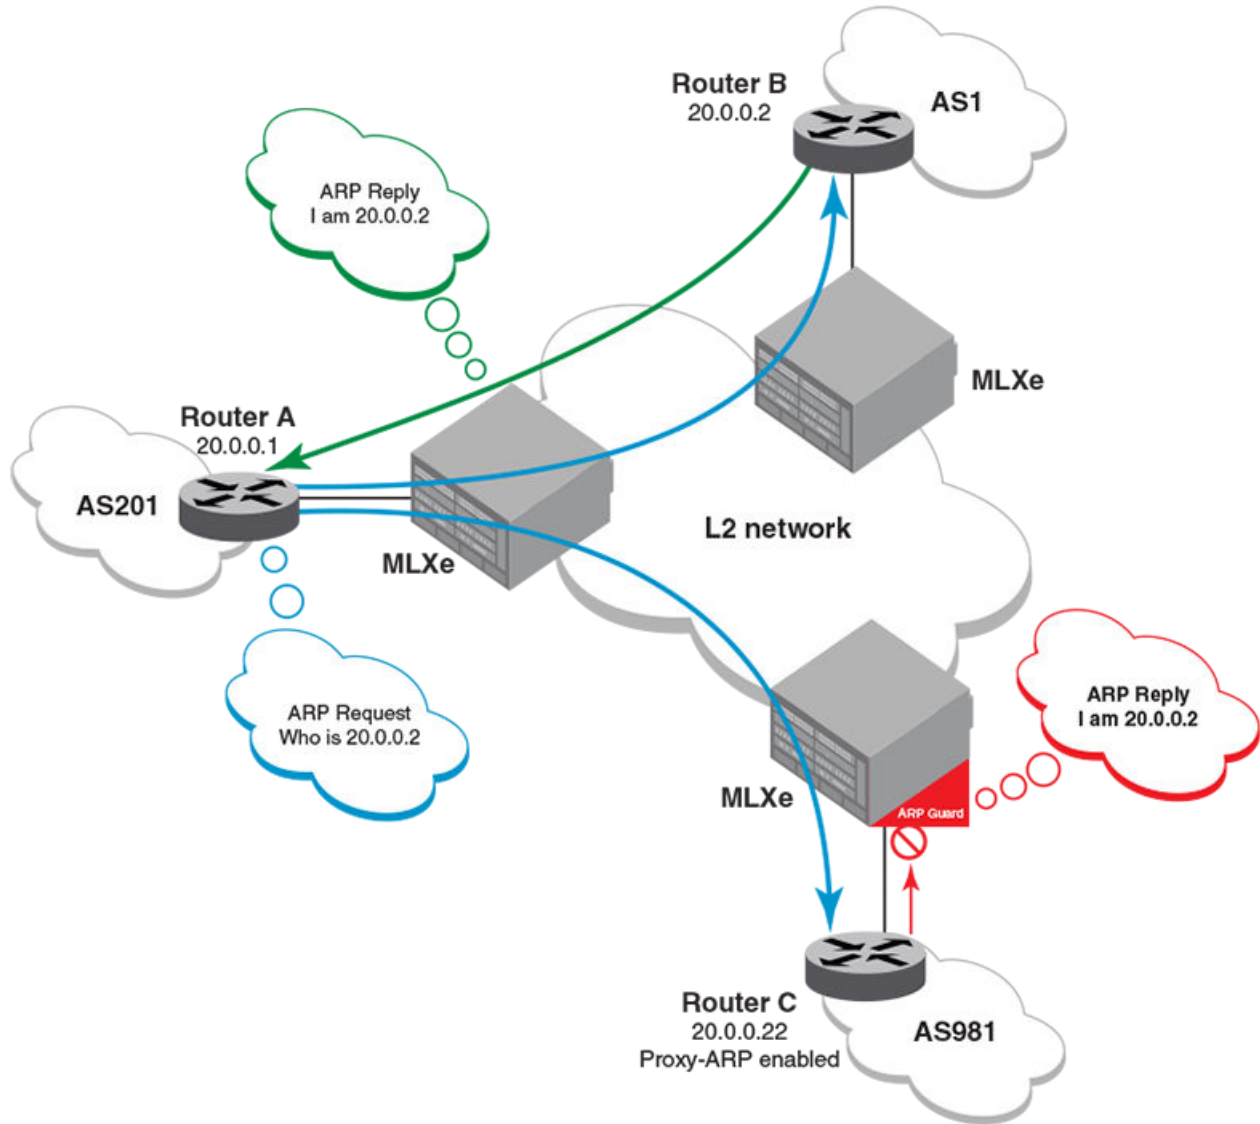 Router B
20.0.0.2
AS1
ARP Reply
I am 20.0.0.2
MLXe
Router A
20.0.0.1
AS201
MLXe
L2 network
ARP Request
Who is 20.0.0.2
ARP Reply
I am 20.0.0.2
MLXe
ARP Guard
Router C
20.0.0.22
Proxy-ARP enabled
AS981